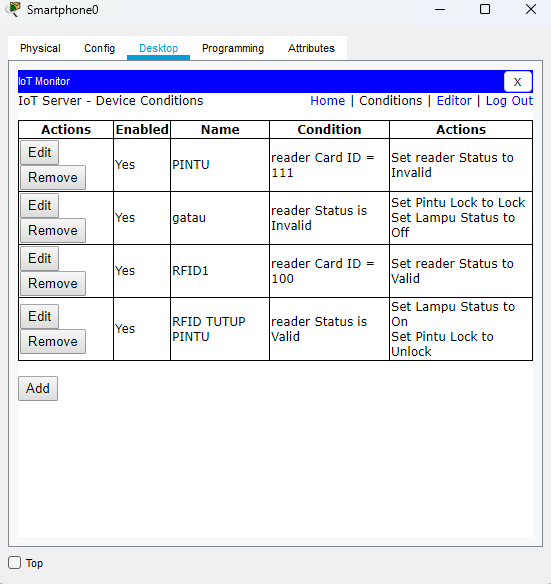 Smartphone0
Physical Config Desktop Programming Attributes
IoT Monitor X
IoT Server - Device Conditions Home | Conditions | Editor | Log Out
Actions Enabled Name Condition Actions
Edit
Remove
Yes
PINTU
reader Card ID =
111
Set reader Status to
Invalid
Edit
Remove
Yes
gatau
reader Status is
Invalid
Set Pintu Lock to Lock
Set Lampu Status to
Off
Edit
Remove
Yes
RFID1
reader Card ID =
100
Set reader Status to
Valid
Edit
Remove
Yes
RFID TUTUP
PINTU
reader Status is
Valid
Set Lampu Status to
On
Set Pintu Lock to
Unlock
Add
Top